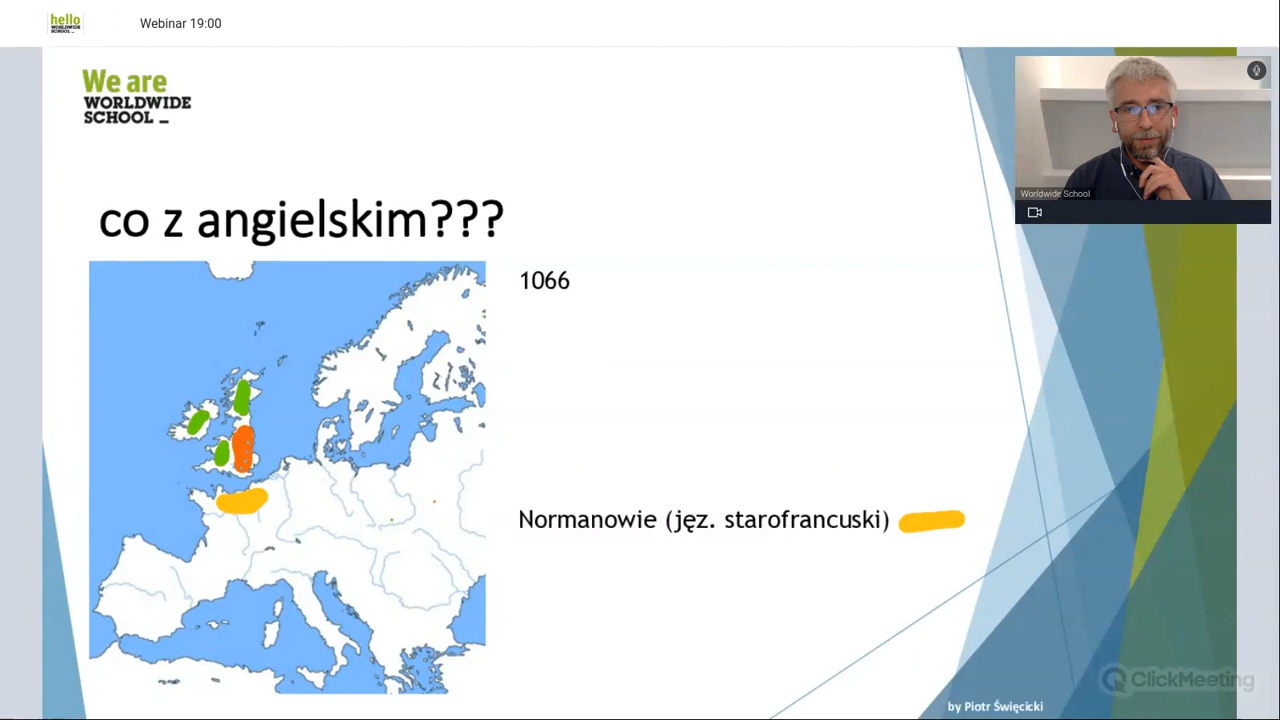 hello
WORLDWIDE
SCHOOL _
Webinar 19:00
We are
WORLDWIDE
SCHOOL _
Worldwide School
co z angielskim???
1066
Normanowie (jęz. starofrancuski)
ClickMeeting
by Piotr Święcicki